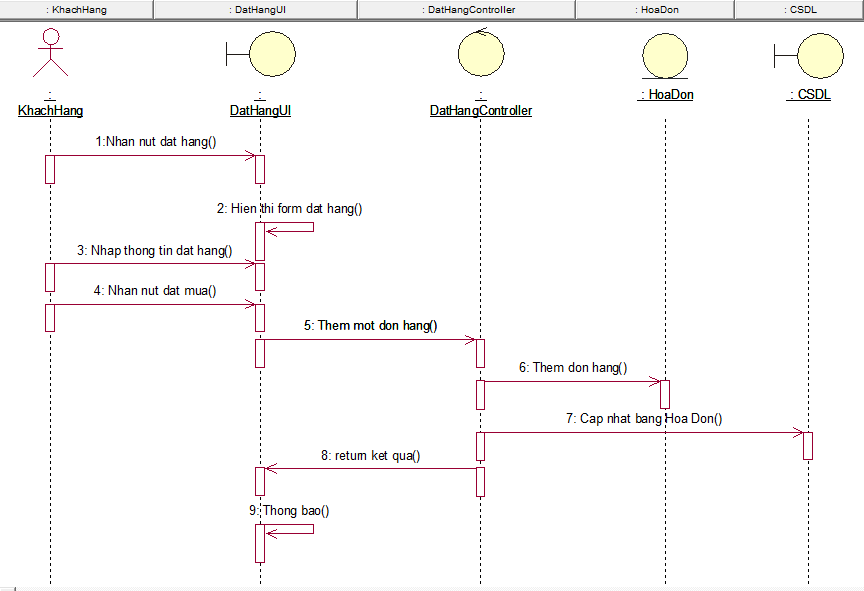 : KhachHang
: DatHangUI
: DatHangController
: HoaDon
: CSDL
:
KhachHang
:
DatHangUI
:
DatHangController
: HoaDon
: CSDL
1:Nhan nut dat hang()
2: Hien thi form dat hang()
3: Nhap thong tin dat hang()
4: Nhan nut dat mua()
5: Them mot don hang()
6: Them don hang()
7: Cap nhat bang Hoa Don()
8: return ket qua()
9: Thong bao()